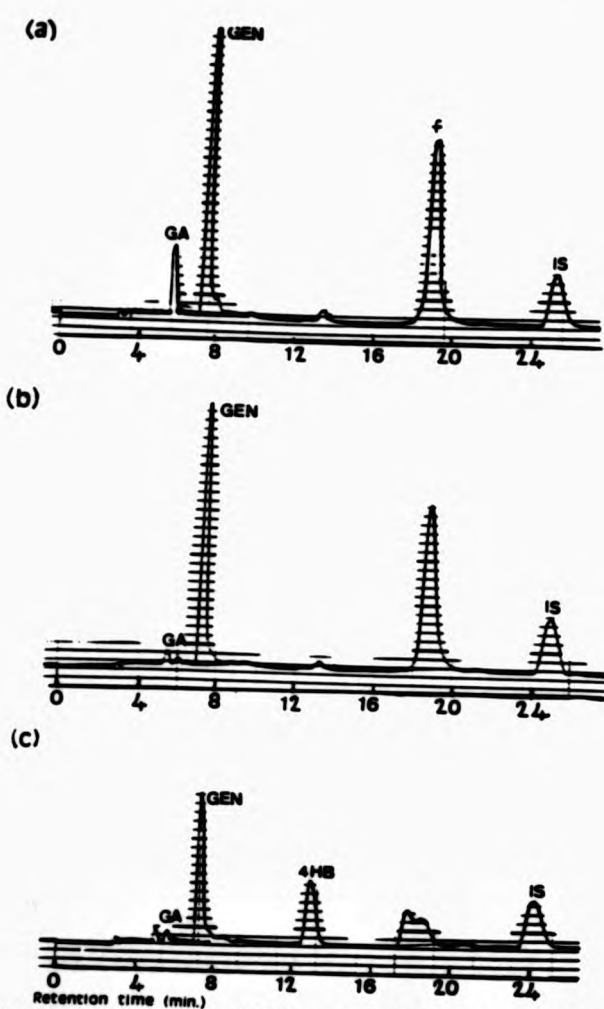 (a)
GEN
f
GA
IS
0 4 8 12 16 20 24
(b)
GEN
GA
IS
0 4 8 12 16 20 24
(c)
GEN
4HB
GA
IS
0 4 8 12 16 20 24
Retention time (min.)